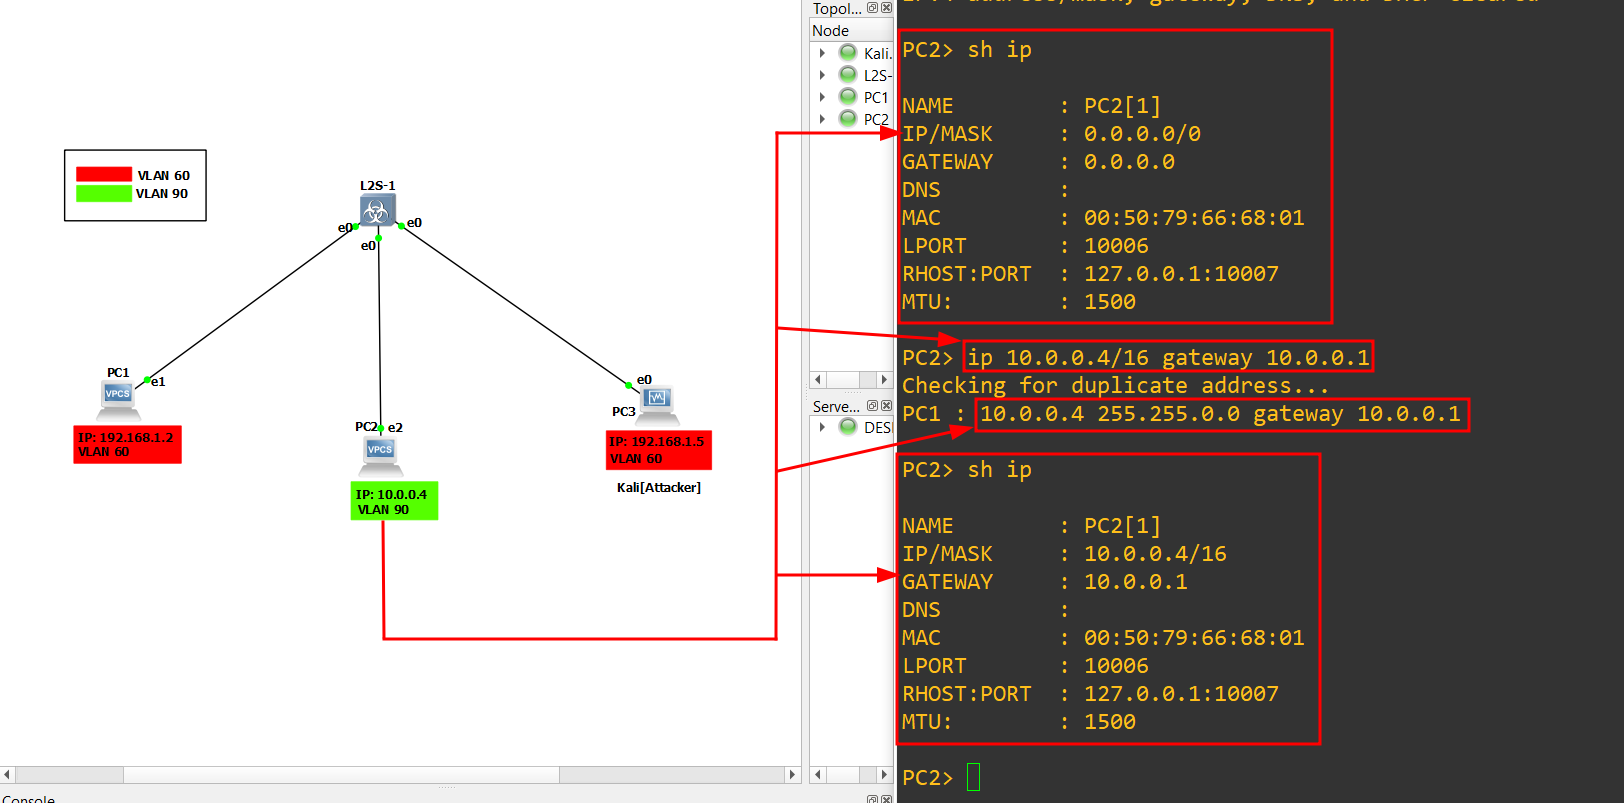 VLAN 60
VLAN 90
L2S-1
e0
e0
e0
PC1
e1
VPCS
IP: 192.168.1.2
VLAN 60
PC2
e2
VPCS
IP: 10.0.0.4
VLAN 90
e0
PC3
IP: 192.168.1.5
VLAN 60
Kali[Attacker]
Console
Topol...
Node
Kali.
L2S-
PC1
PC2
Serve...
DESI
PC2> sh ip
NAME : PC2[1]
IP/MASK : 0.0.0.0/0
GATEWAY : 0.0.0.0
DNS :
MAC : 00:50:79:66:68:01
LPORT : 10006
RHOST:PORT : 127.0.0.1:10007
MTU: : 1500
PC2> ip 10.0.0.4/16 gateway 10.0.0.1
Checking for duplicate address...
PC1 : 10.0.0.4 255.255.0.0 gateway 10.0.0.1
PC2> sh ip
NAME : PC2[1]
IP/MASK : 10.0.0.4/16
GATEWAY : 10.0.0.1
DNS :
MAC : 00:50:79:66:68:01
LPORT : 10006
RHOST:PORT : 127.0.0.1:10007
MTU: : 1500
PC2>